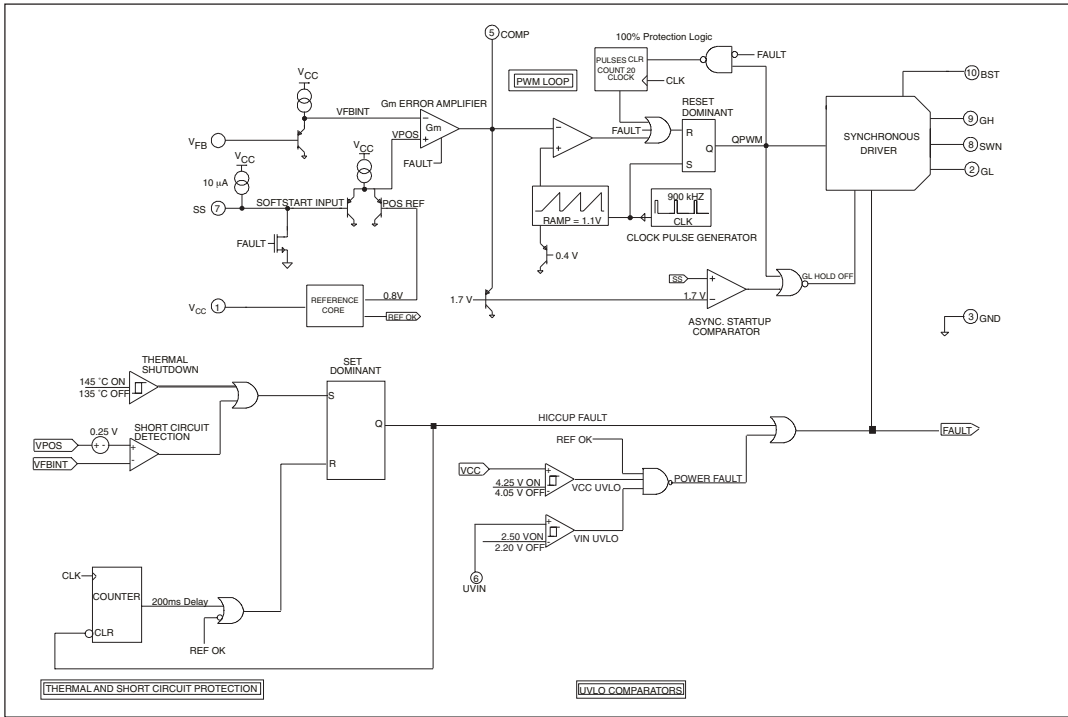 5 COMP
100% Protection Logic
FAULT
PULSES CLR
COUNT 20
CLOCK
CLK
PWM LOOP
10 BST
VCC
Gm ERROR AMPLIFIER
VFBINT
Gm
VPOS
VFB
VCC
FAULT
RESET
DOMINANT
FAULT
R
Q
S
QPWM
SYNCHRONOUS
DRIVER
9 GH
8 SWN
2 GL
VCC
10 µA
SS 7
SOFTSTART INPUT
POS REF
FAULT
RAMP = 1.1V
900 kHZ
CLK
CLOCK PULSE GENERATOR
0.4 V
SS
+
−
1.7 V
1.7 V
GL HOLD OFF
ASYNC. STARTUP
COMPARATOR
VCC 1
REFERENCE
CORE
0.8V
REF OK
3 GND
THERMAL
SHUTDOWN
145 ˚C ON
135 ˚C OFF
SET
DOMINANT
S
Q
R
0.25 V
VPOS
+ -
SHORT CIRCUIT
DETECTION
+
-
VFBINT
HICCUP FAULT
FAULT
REF OK
VCC
+
-
4.25 V ON
4.05 V OFF
VCC UVLO
POWER FAULT
+
-
2.50 VON
2.20 V OFF
VIN UVLO
6
UVIN
CLK
COUNTER
CLR
200ms Delay
REF OK
THERMAL AND SHORT CIRCUIT PROTECTION
UVLO COMPARATORS